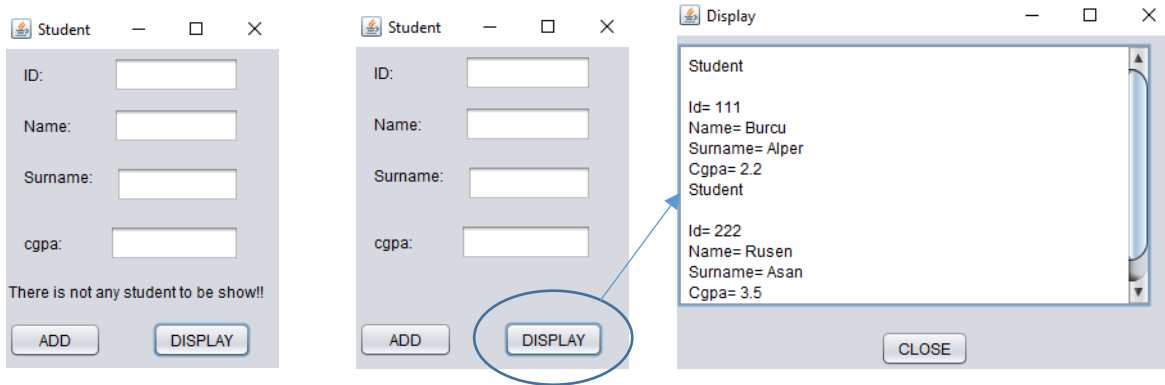 Student
ID:
Name:
Surname:
cgpa:
There is not any student to be show!!
ADD
DISPLAY
Student
ID:
Name:
Surname:
cgpa:
ADD
DISPLAY
Display
Student
Id= 111
Name= Burcu
Surname= Alper
Cgpa= 2.2
Student
Id= 222
Name= Rusen
Surname= Asan
Cgpa= 3.5
CLOSE